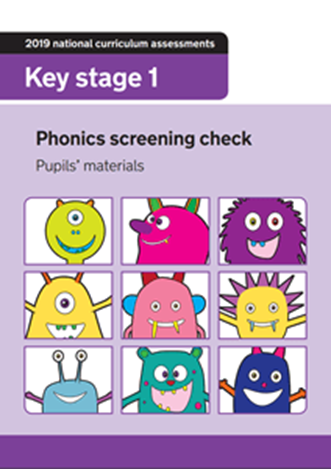 2019 national curriculum assessments
Key stage 1
Phonics screening check
Pupils’ materials